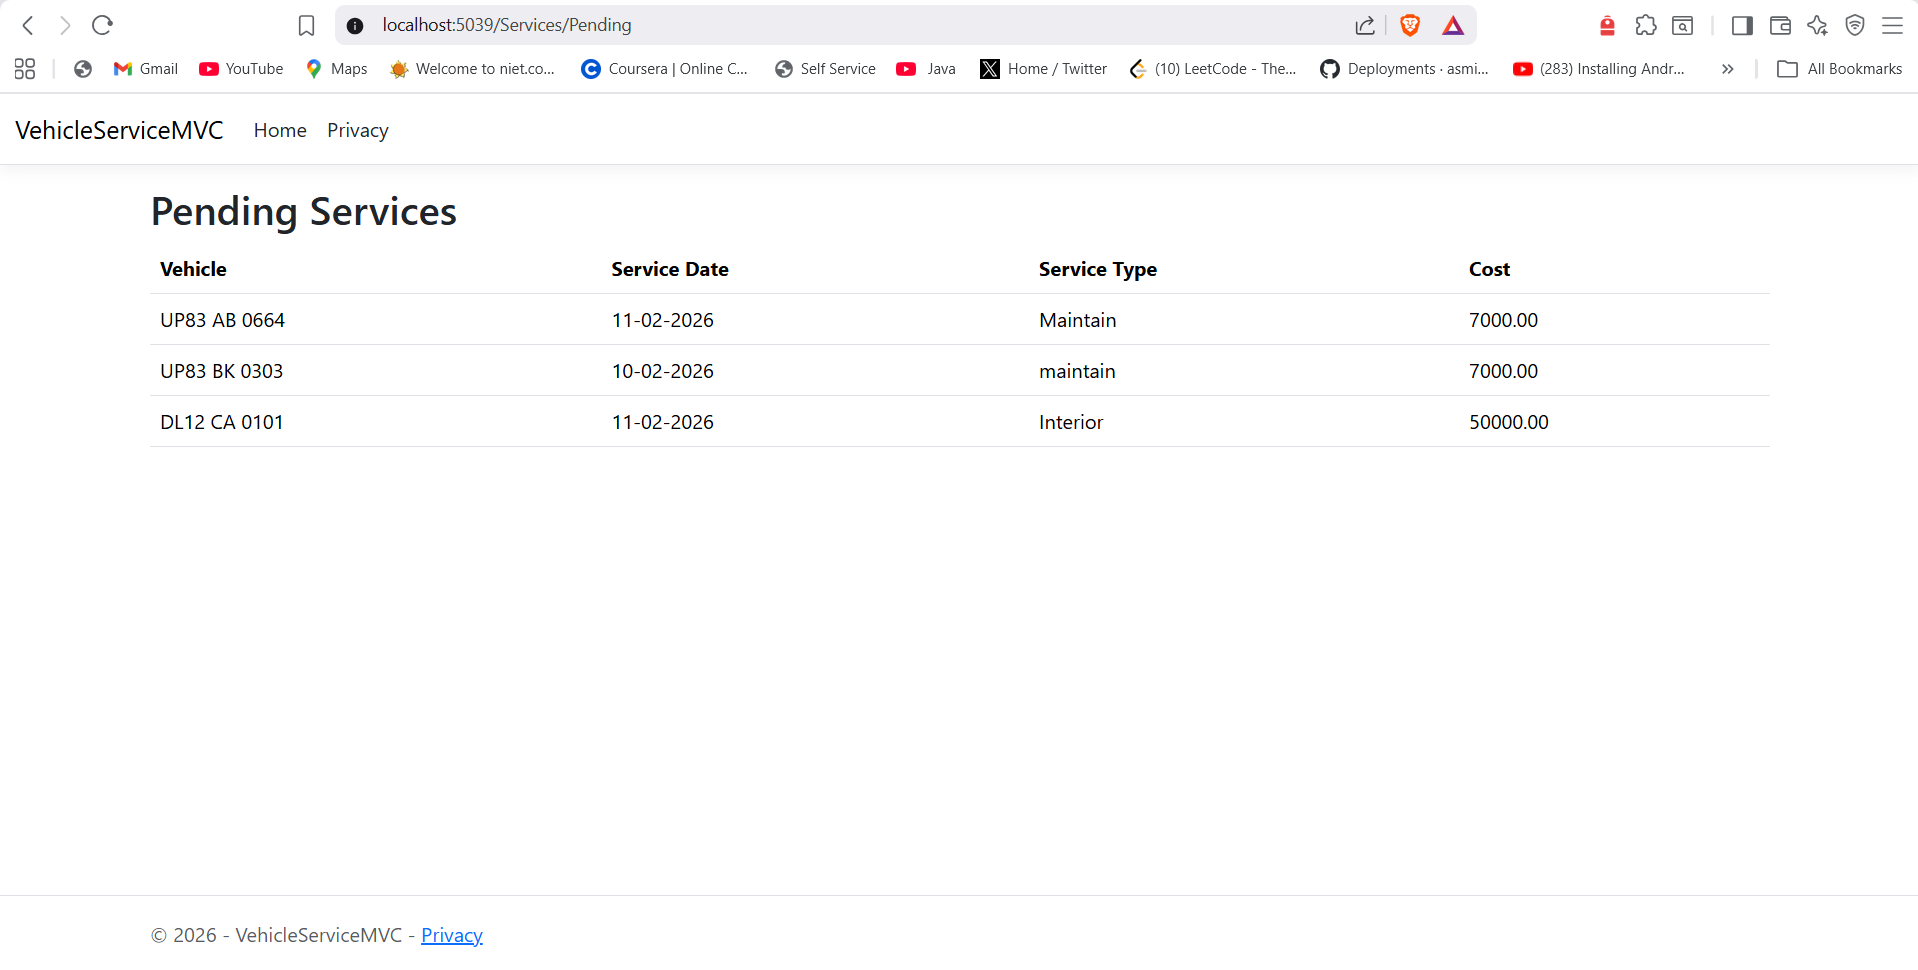 localhost:5039/Services/Pending
Gmail YouTube Maps Welcome to niet.co... Coursera | Online C... Self Service Java Home / Twitter (10) LeetCode - The... Deployments · asmi... (283) Installing Andr... » All Bookmarks
VehicleServiceMVC Home Privacy
Pending Services
Vehicle Service Date Service Type Cost
UP83 AB 0664 11-02-2026 Maintain 7000.00
UP83 BK 0303 10-02-2026 maintain 7000.00
DL12 CA 0101 11-02-2026 Interior 50000.00
© 2026 - VehicleServiceMVC - Privacy